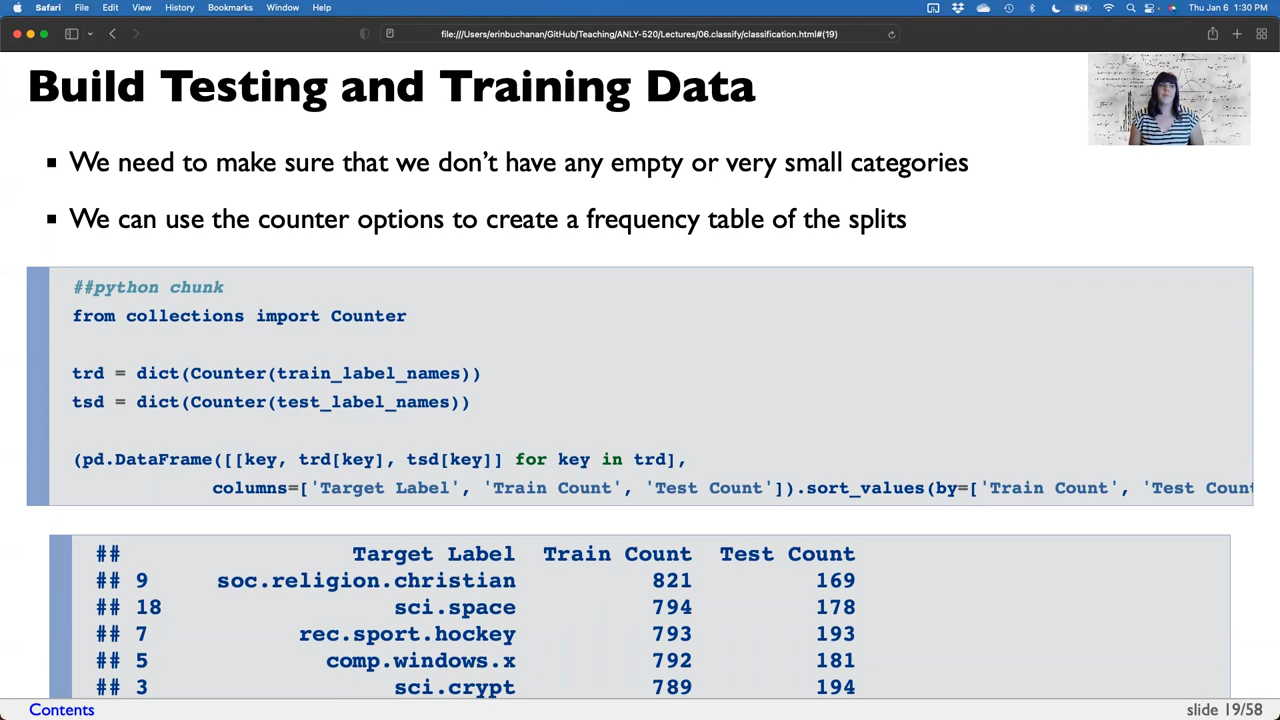 Safari File Edit View History Bookmarks Window Help Thu Jan 6 1:30 PM
file:///Users/erinbuchanan/GitHub/Teaching/ANLY-520/Lectures/06.classify/classification.html#(19)
Build Testing and Training Data
▪ We need to make sure that we don't have any empty or very small categories
▪ We can use the counter options to create a frequency table of the splits
##python chunk
from collections import Counter
trd = dict(Counter(train_label_names))
tsd = dict(Counter(test_label_names))
(pd.DataFrame([[key, trd[key], tsd[key]] for key in trd],
columns=['Target Label', 'Train Count', 'Test Count']).sort_values(by=['Train Count', 'Test Count
## Target Label Train Count Test Count
## 9 soc.religion.christian 821 169
## 18 sci.space 794 178
## 7 rec.sport.hockey 793 193
## 5 comp.windows.x 792 181
## 3 sci.crypt 789 194
Contents slide 19/58